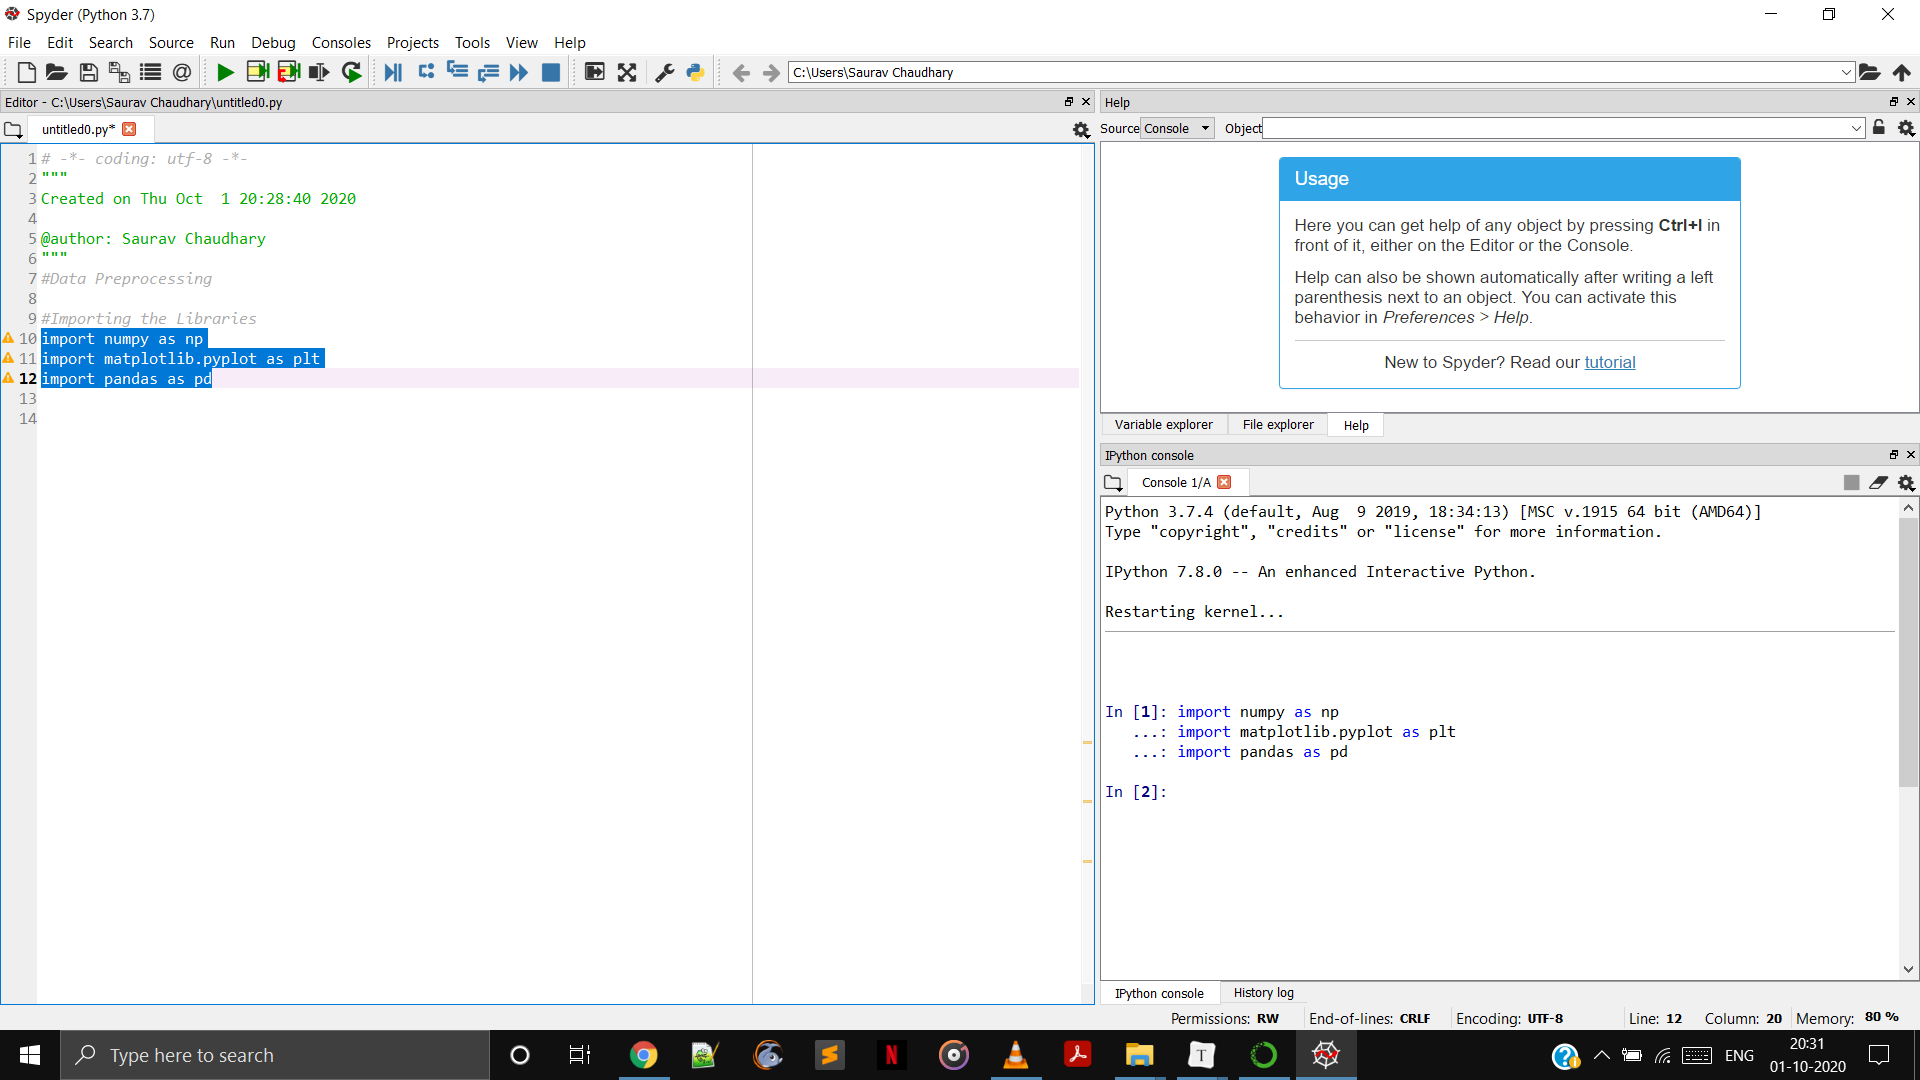 Spyder (Python 3.7)
File Edit Search Source Run Debug Consoles Projects Tools View Help
C:\Users\Saurav Chaudhary
Editor - C:\Users\Saurav Chaudhary\untitled0.py
untitled0.py*
1 # -*- coding: utf-8 -*-
2 """
3 Created on Thu Oct  1 20:28:40 2020
4
5 @author: Saurav Chaudhary
6 """
7 #Data Preprocessing
8
9 #Importing the Libraries
10 import numpy as np
11 import matplotlib.pyplot as plt
12 import pandas as pd
13
14
Help
Source Console Object
Usage
Here you can get help of any object by pressing Ctrl+I in
front of it, either on the Editor or the Console.
Help can also be shown automatically after writing a left
parenthesis next to an object. You can activate this
behavior in Preferences > Help.
New to Spyder? Read our tutorial
Variable explorer File explorer Help
IPython console
Console 1/A
Python 3.7.4 (default, Aug  9 2019, 18:34:13) [MSC v.1915 64 bit (AMD64)]
Type "copyright", "credits" or "license" for more information.
IPython 7.8.0 -- An enhanced Interactive Python.
Restarting kernel...
In [1]: import numpy as np
...: import matplotlib.pyplot as plt
...: import pandas as pd
In [2]:
IPython console History log
Permissions: RW End-of-lines: CRLF Encoding: UTF-8 Line: 12 Column: 20 Memory: 80 %
Type here to search
ENG
20:31
01-10-2020